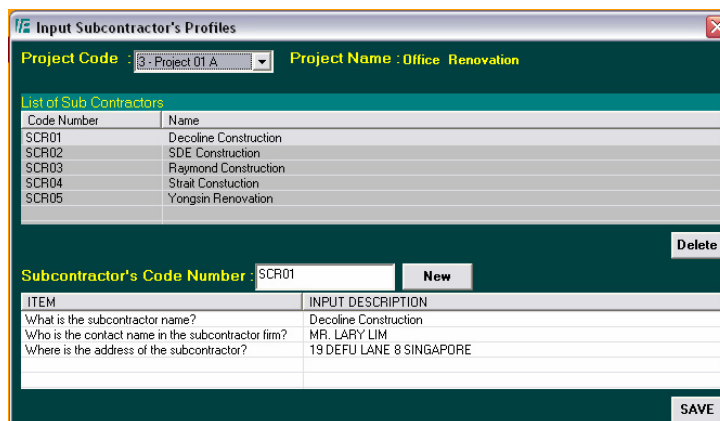 Input Subcontractor's Profiles
Project Code : 3 - Project 01 A Project Name : Office Renovation
List of Sub Contractors
Code Number Name
SCR01 Decoline Construction
SCR02 SDE Construction
SCR03 Raymond Construction
SCR04 Strait Constuction
SCR05 Yongsin Renovation
Delete
Subcontractor's Code Number : SCR01 New
ITEM INPUT DESCRIPTION
What is the subcontractor name? Decoline Construction
Who is the contact name in the subcontractor firm? MR. LARY LIM
Where is the address of the subcontractor? 19 DEFU LANE 8 SINGAPORE
SAVE